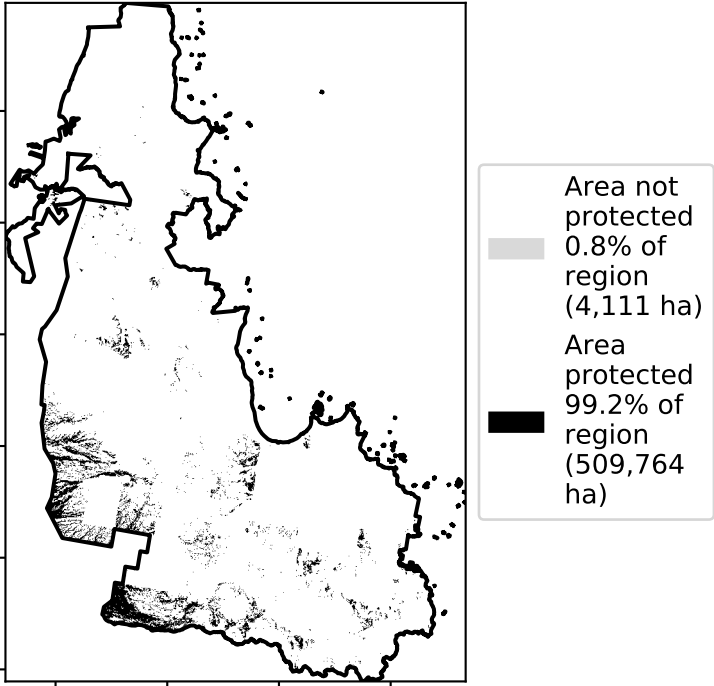 Area not
protected
0.8% of
region
(4,111 ha)
Area
protected
99.2% of
region
(509,764
ha)